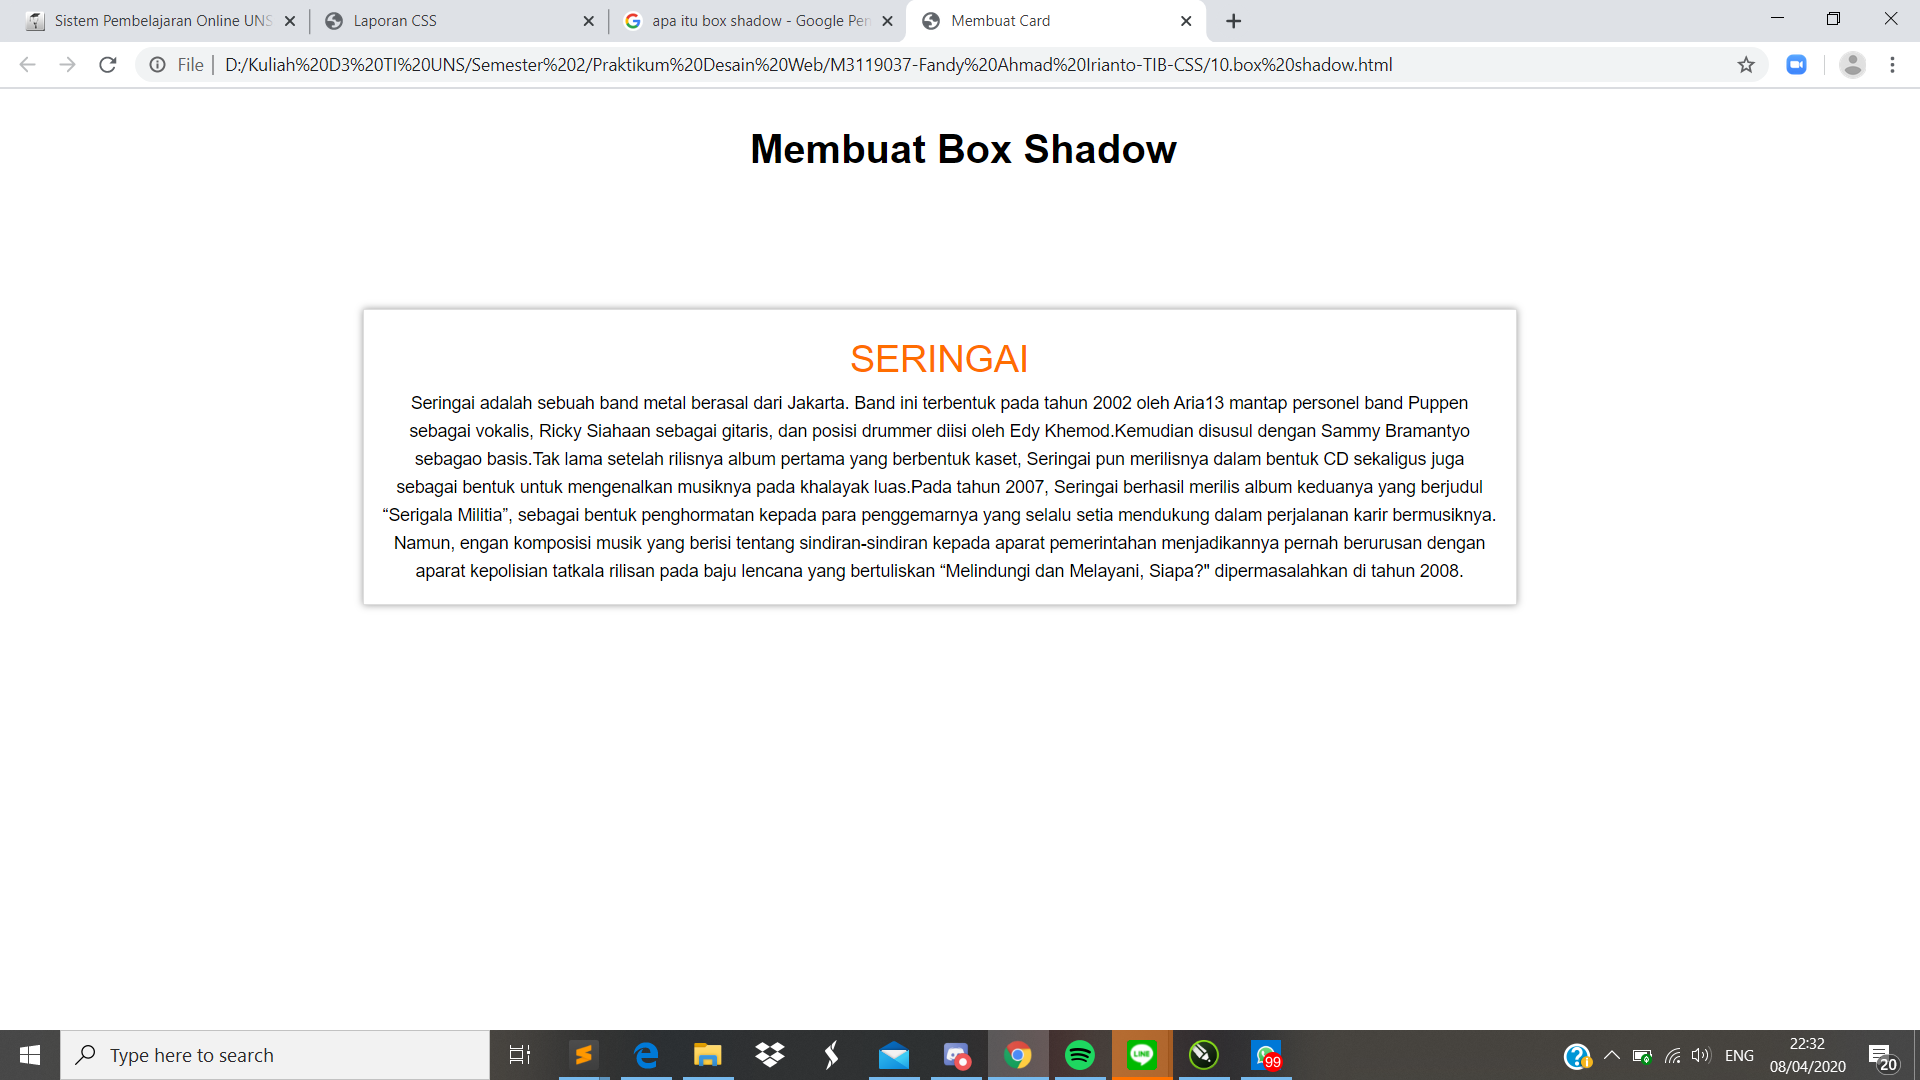 Sistem Pembelajaran Online UNS
Laporan CSS
apa itu box shadow - Google Pen
Membuat Card
File
D:/Kuliah%20D3%20TI%20UNS/Semester%202/Praktikum%20Desain%20Web/M3119037-Fandy%20Ahmad%20Irianto-TIB-CSS/10.box%20shadow.html
Membuat Box Shadow
SERINGAI
Seringai adalah sebuah band metal berasal dari Jakarta. Band ini terbentuk pada tahun 2002 oleh Aria13 mantap personel band Puppen
sebagai vokalis, Ricky Siahaan sebagai gitaris, dan posisi drummer diisi oleh Edy Khemod.Kemudian disusul dengan Sammy Bramantyo
sebagao basis.Tak lama setelah rilisnya album pertama yang berbentuk kaset, Seringai pun merilisnya dalam bentuk CD sekaligus juga
sebagai bentuk untuk mengenalkan musiknya pada khalayak luas.Pada tahun 2007, Seringai berhasil merilis album keduanya yang berjudul
“Serigala Militia”, sebagai bentuk penghormatan kepada para penggemarnya yang selalu setia mendukung dalam perjalanan karir bermusiknya.
Namun, engan komposisi musik yang berisi tentang sindiran-sindiran kepada aparat pemerintahan menjadikannya pernah berurusan dengan
aparat kepolisian tatkala rilisan pada baju lencana yang bertuliskan “Melindungi dan Melayani, Siapa?" dipermasalahkan di tahun 2008.
Type here to search
LINE
99
ENG
22:32
08/04/2020
20